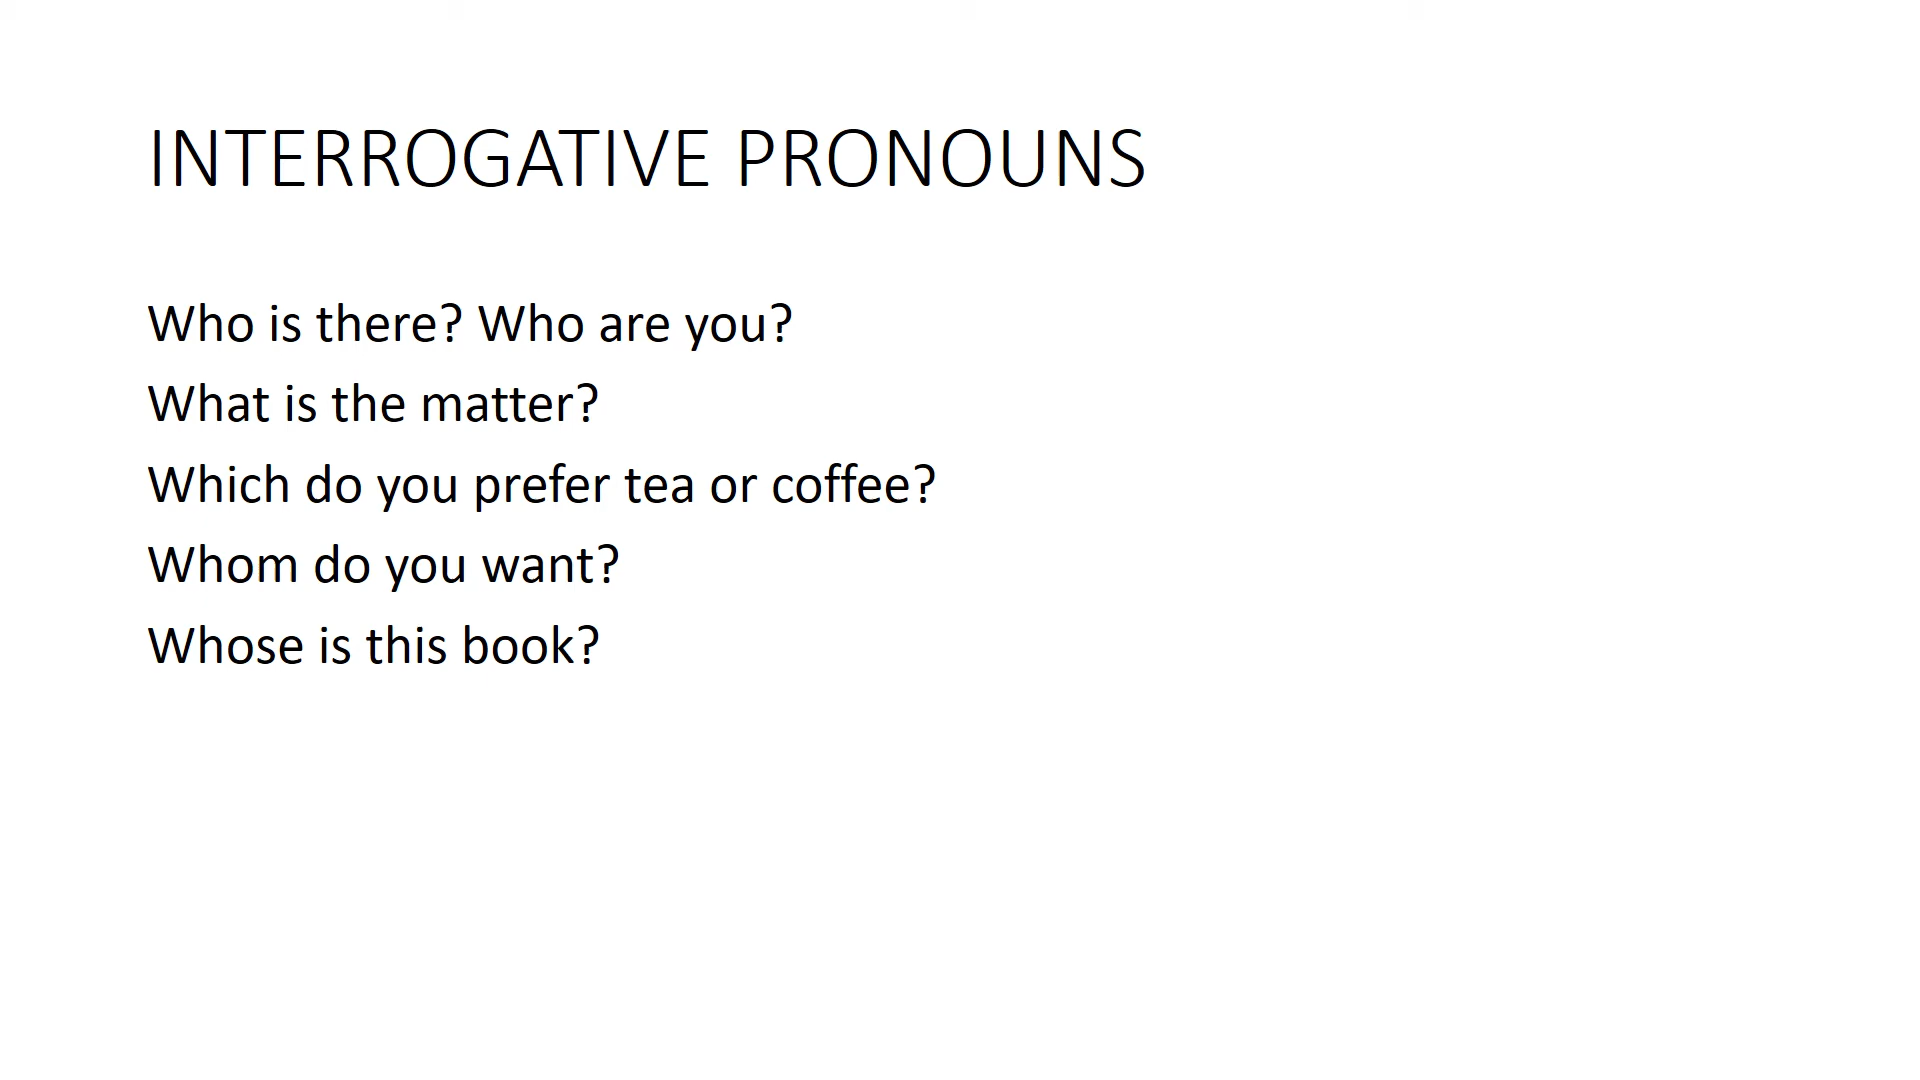 INTERROGATIVE PRONOUNS
Who is there? Who are you?
What is the matter?
Which do you prefer tea or coffee?
Whom do you want?
Whose is this book?